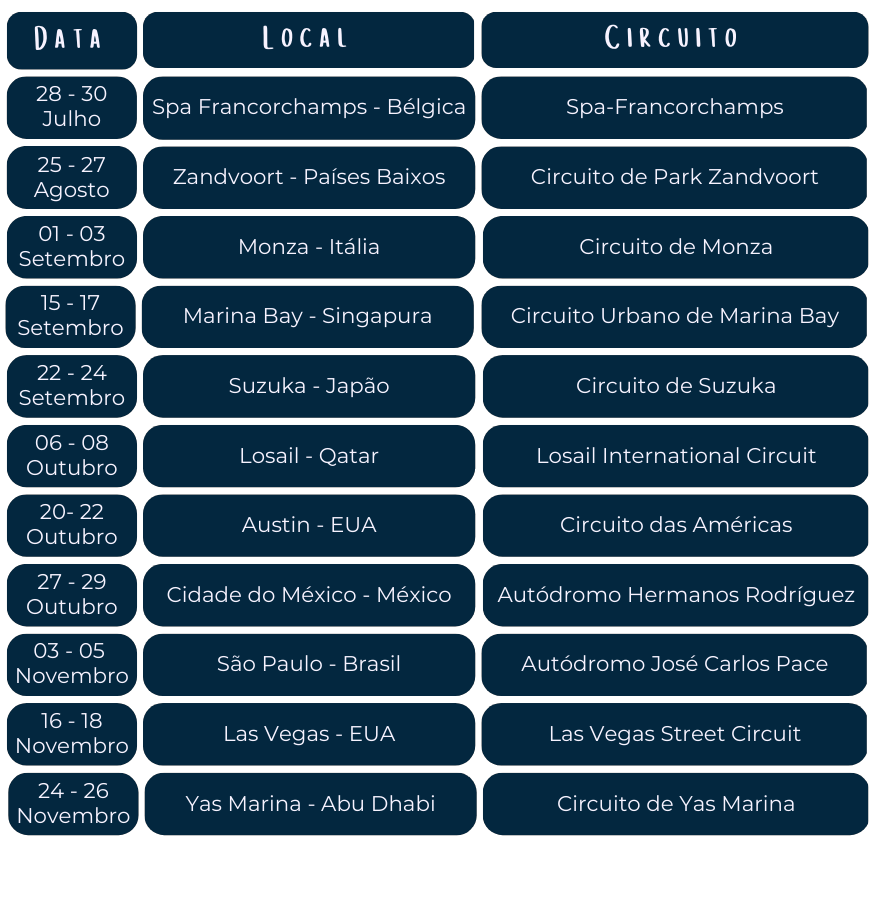 DATA
LOCAL
CIRCUITO
28 - 30
Julho
Spa Francorchamps - Bélgica
Spa-Francorchamps
25 - 27
Agosto
Zandvoort - Países Baixos
Circuito de Park Zandvoort
01 - 03
Setembro
Monza - Itália
Circuito de Monza
15 - 17
Setembro
Marina Bay - Singapura
Circuito Urbano de Marina Bay
22 - 24
Setembro
Suzuka - Japão
Circuito de Suzuka
06 - 08
Outubro
Losail - Qatar
Losail International Circuit
20- 22
Outubro
Austin - EUA
Circuito das Américas
27 - 29
Outubro
Cidade do México - México
Autódromo Hermanos Rodríguez
03 - 05
Novembro
São Paulo - Brasil
Autódromo José Carlos Pace
16 - 18
Novembro
Las Vegas - EUA
Las Vegas Street Circuit
24 - 26
Novembro
Yas Marina - Abu Dhabi
Circuito de Yas Marina